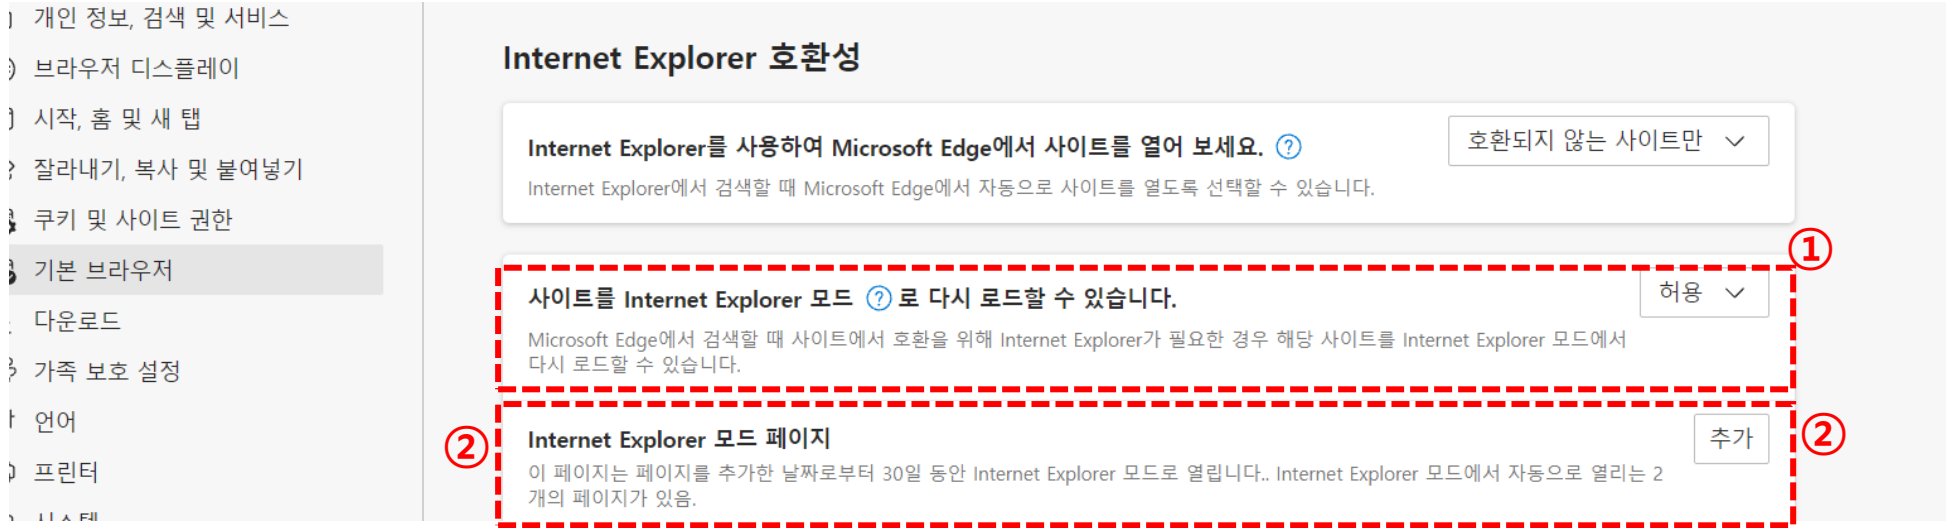 개인 정보, 검색 및 서비스
브라우저 디스플레이
시작, 홈 및 새 탭
잘라내기, 복사 및 붙여넣기
쿠키 및 사이트 권한
기본 브라우저
다운로드
가족 보호 설정
언어
프린터
시스템
Internet Explorer 호환성
Internet Explorer를 사용하여 Microsoft Edge에서 사이트를 열어 보세요. ?
호환되지 않는 사이트만
Internet Explorer에서 검색할 때 Microsoft Edge에서 자동으로 사이트를 열도록 선택할 수 있습니다.
①
사이트를 Internet Explorer 모드 ? 로 다시 로드할 수 있습니다.
허용
Microsoft Edge에서 검색할 때 사이트에서 호환을 위해 Internet Explorer가 필요한 경우 해당 사이트를 Internet Explorer 모드에서
다시 로드할 수 있습니다.
②
Internet Explorer 모드 페이지
추가
②
이 페이지는 페이지를 추가한 날짜로부터 30일 동안 Internet Explorer 모드로 열립니다.. Internet Explorer 모드에서 자동으로 열리는 2
개의 페이지가 있음.